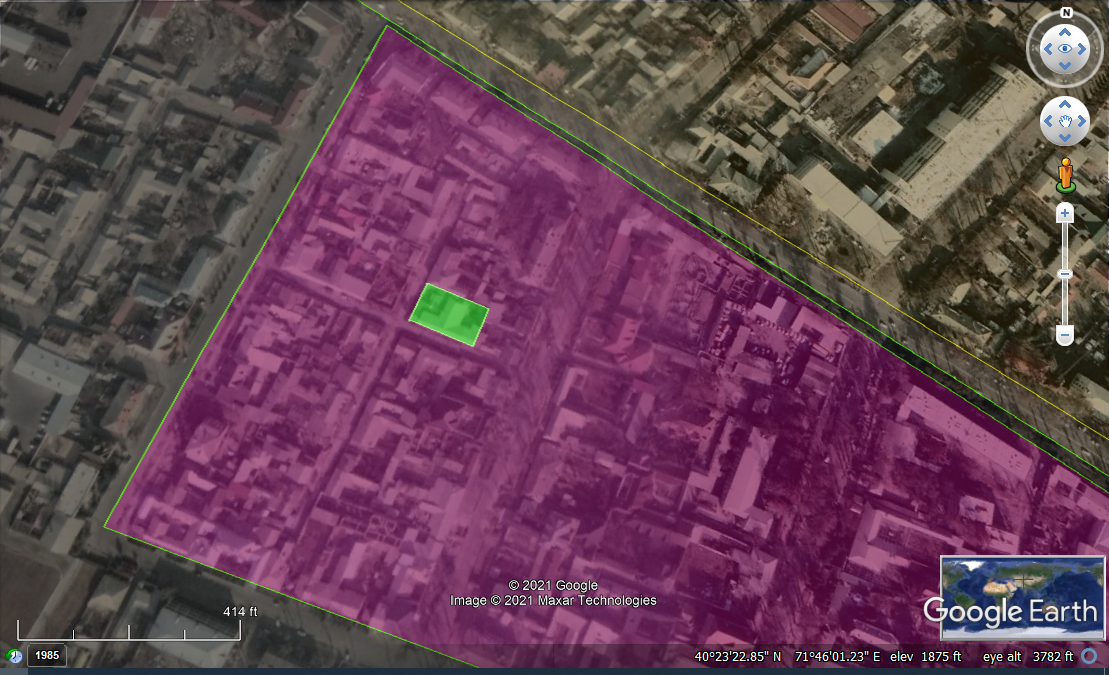 N
© 2021 Google
Image © 2021 Maxar Technologies
Google Earth
414 ft
1985
40°23'22.85" N 71°46'01.23" E elev 1875 ft eye alt 3782 ft